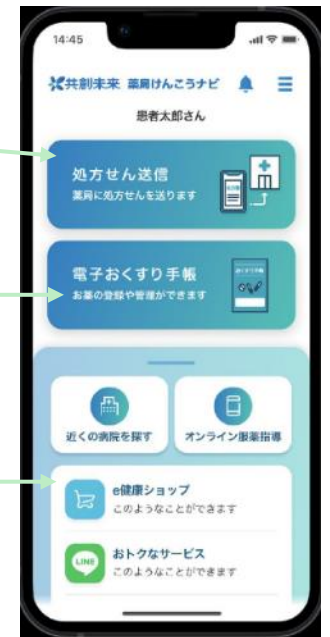 14:45
共創未来 薬局けんこうナビ
患者太郎さん
処方せん送信
薬局に処方せんを送ります
電子おくすり手帳
お薬の登録や管理ができます
近くの病院を探す
オンライン服薬指導
e健康ショップ
このようなことができます
LINE
おトクなサービス
このようなことができます